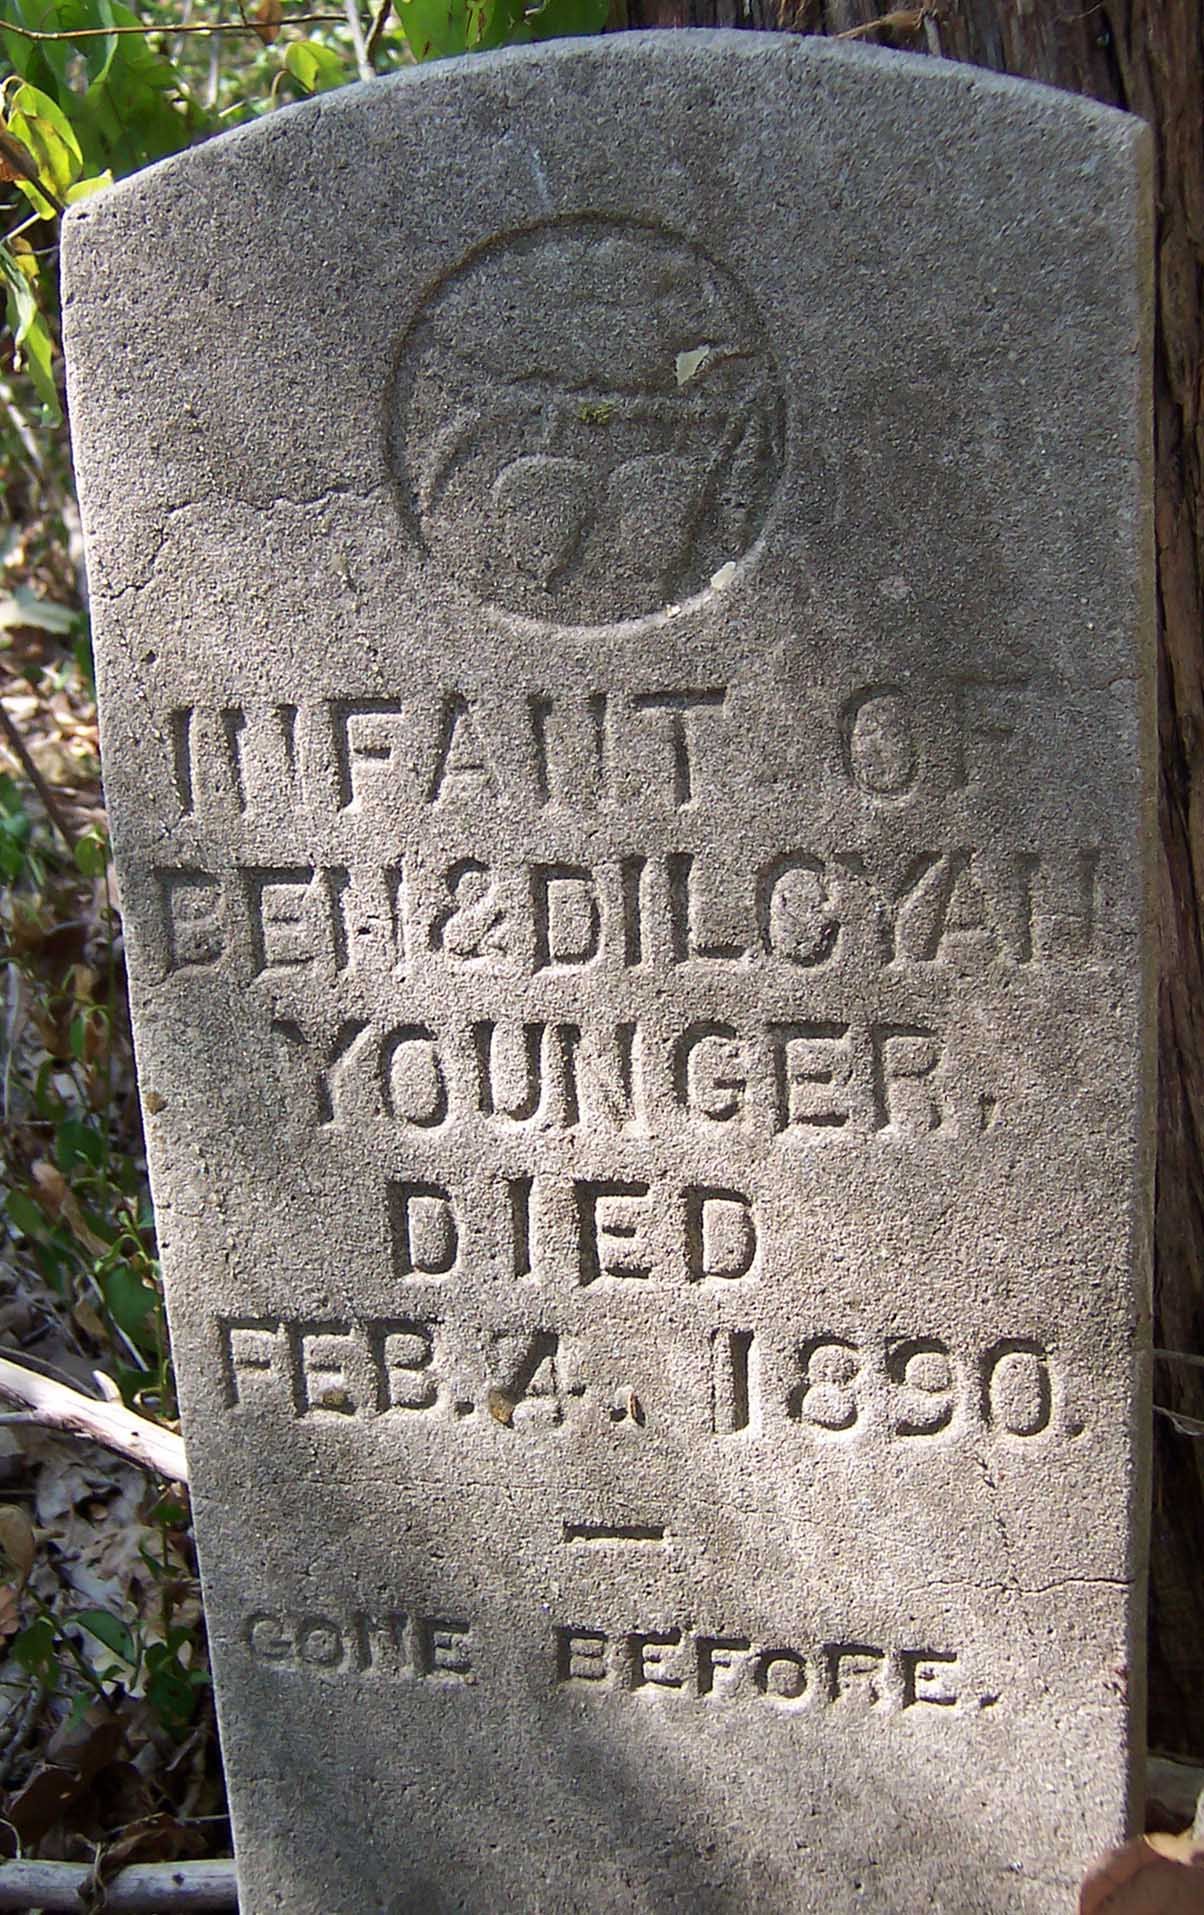 INFANT OF
BEN & DILCYAN
YOUNGER,
DIED
FEB. 4., 1890.
GONE BEFORE.